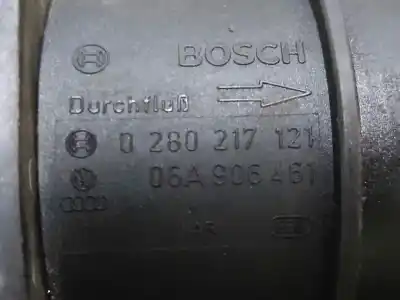 BOSCH
Durchfluß
0 280 217 121
06A 906 461